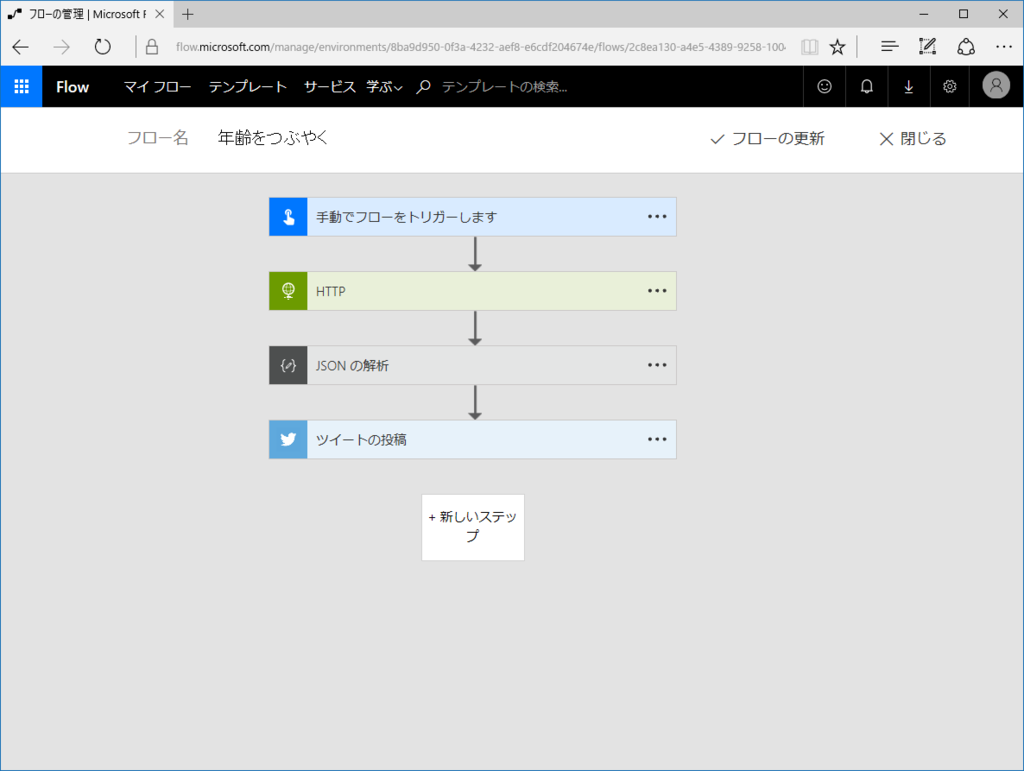 フローの管理 | Microsoft F
flow.microsoft.com/manage/environments/8ba9d950-0f3a-4232-aef8-e6cdf204674e/flows/2c8ea130-a4e5-4389-9258-100
Flow マイ フロー テンプレート サービス 学ぶ テンプレートの検索...
フロー名 年齢をつぶやく フローの更新 閉じる
手動でフローをトリガーします
HTTP
JSON の解析
ツイートの投稿
+ 新しいステッ
プ